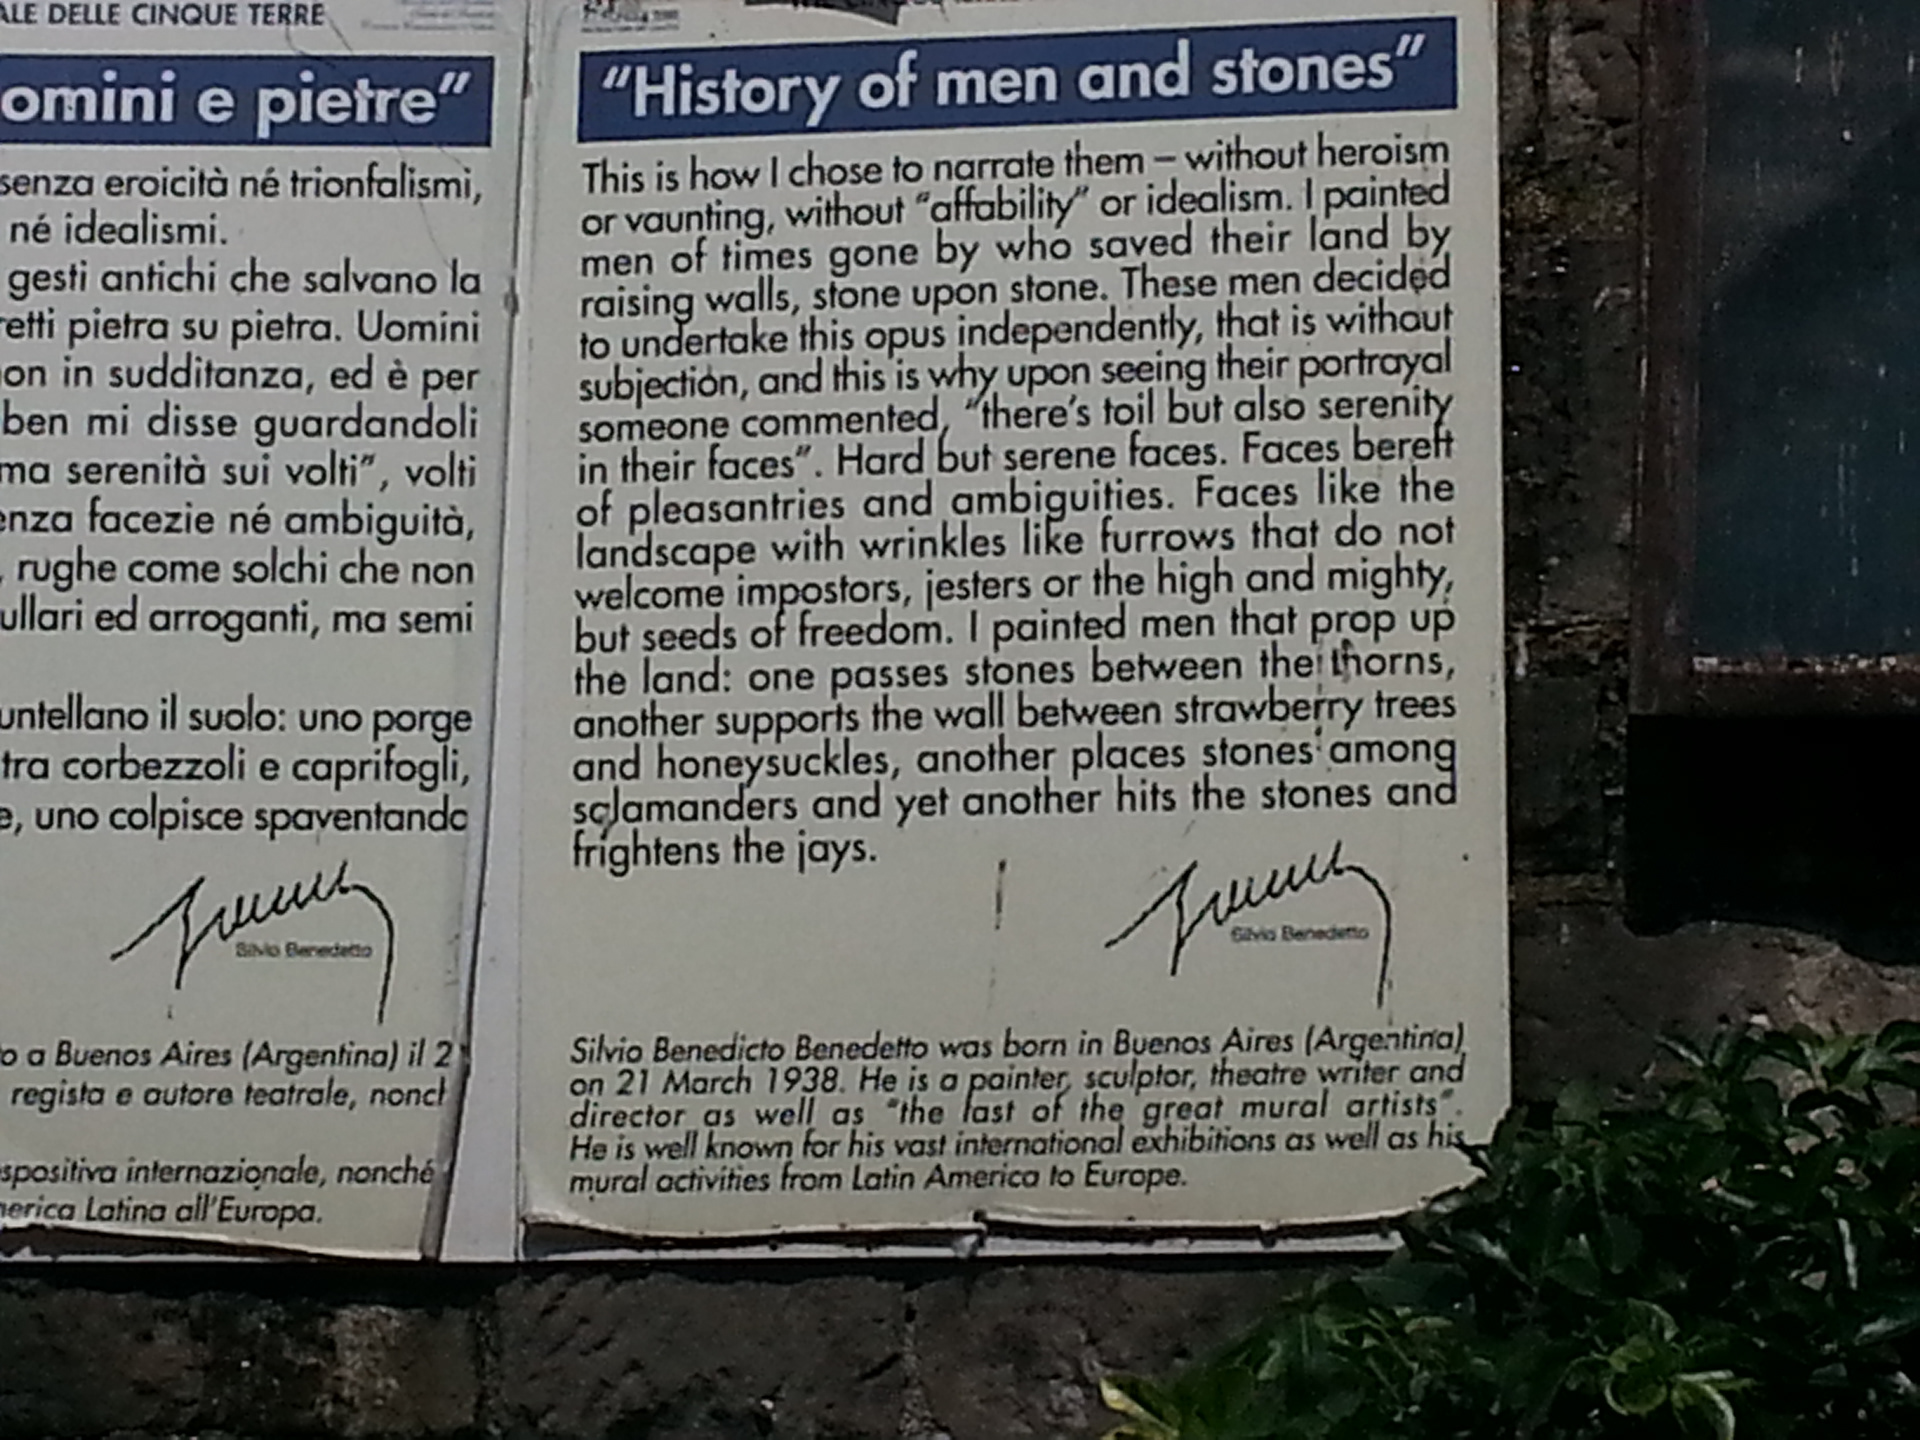 ALE DELLE CINQUE TERRE
omini e pietre"
senza eroicità né trionfalismi,
né idealismi.
gesti antichi che salvano la
retti pietra su pietra. Uomini
on in sudditanza, ed è per
ben mi disse guardandoli
ma serenità sui volti", volti
enza facezie né ambiguità,
, rughe come solchi che non
ullari ed arroganti, ma semi
untellano il suolo: uno porge
tra corbezzoli e caprifogli,
e, uno colpisce spaventando
Silvio Benedetto
o a Buenos Aires (Argentina) il 2
regista e autore teatrale, nonch
spositiva internazionale, nonché
merica Latina all'Europa.
"History of men and stones"
This is how I chose to narrate them – without heroism
or vaunting, without "affability" or idealism. I painted
men of times gone by who saved their land by
raising walls, stone upon stone. These men decided
to undertake this opus independently, that is without
subjection, and this is why upon seeing their portrayal
someone commented, "there's toil but also serenity
in their faces". Hard but serene faces. Faces bereft
of pleasantries and ambiguities. Faces like the
landscape with wrinkles like furrows that do not
welcome impostors, jesters or the high and mighty,
but seeds of freedom. I painted men that prop up
the land: one passes stones between the thorns,
another supports the wall between strawberry trees
and honeysuckles, another places stones among
salamanders and yet another hits the stones and
frightens the jays.
Silvio Benedetto
Silvio Benedicto Benedetto was born in Buenos Aires (Argentina)
on 21 March 1938. He is a painter, sculptor, theatre writer and
director as well as "the last of the great mural artists".
He is well known for his vast international exhibitions as well as his
mural activities from Latin America to Europe.